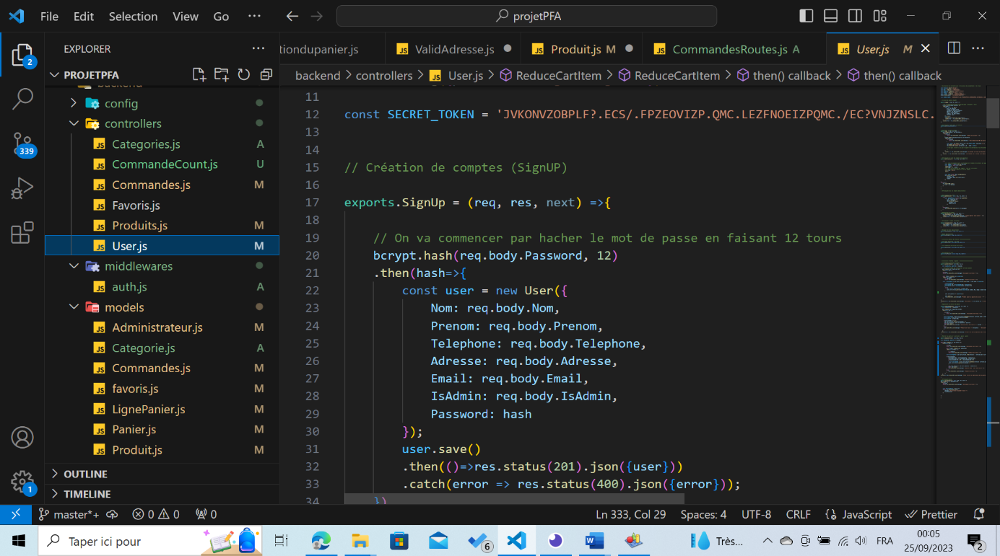 File Edit Selection View Go ··· projetPFA
EXPLORER ···
tiondupanier.js ValidAdresse.js Produit.js M CommandesRoutes.js A User.js M
PROJETPFA
backend > controllers > User.js > ReduceCartItem > ReduceCartItem > then() callback > then() callback
backend
config
controllers
Categories.js A
CommandeCount.js U
Commandes.js M
Favoris.js
Produits.js M
User.js M
middlewares
auth.js A
models
Administrateur.js M
Categorie.js A
Commandes.js M
favoris.js M
LignePanier.js M
Panier.js M
Produit.js M
OUTLINE
TIMELINE
2
339
1
11
12 const SECRET_TOKEN = 'JVKONVZOBPLF?.ECS/.FPZEOVIZP.QMC.LEZFNOEIZPQMC./EC?VNJZNSLC.
13
14
15 // Création de comptes (SignUP)
16
17 exports.SignUp = (req, res, next) =>{
18
19 // On va commencer par hacher le mot de passe en faisant 12 tours
20 bcrypt.hash(req.body.Password, 12)
21 .then(hash=>{
22 const user = new User({
23 Nom: req.body.Nom,
24 Prenom: req.body.Prenom,
25 Telephone: req.body.Telephone,
26 Adresse: req.body.Adresse,
27 Email: req.body.Email,
28 IsAdmin: req.body.IsAdmin,
29 Password: hash
30 });
31 user.save()
32 .then(()=>res.status(201).json({user}))
33 .catch(error => res.status(400).json({error}));
34 })
master*+ 0 0 0 Ln 333, Col 29 Spaces: 4 UTF-8 CRLF JavaScript Prettier
Taper ici pour 6 Très... FRA 00:05
25/09/2023 2